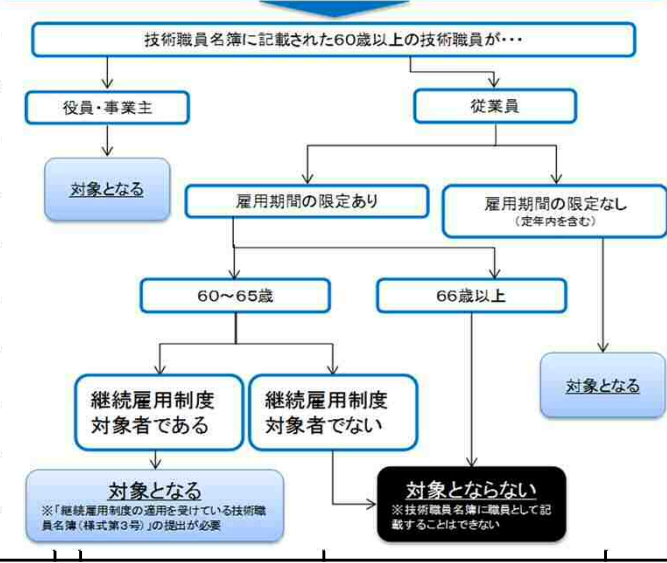 技術職員名簿に記載された60歳以上の技術職員が・・・
役員・事業主
従業員
対象となる
雇用期間の限定あり
雇用期間の限定なし
(定年内を含む)
60～65歳
66歳以上
対象となる
継続雇用制度
対象者である
継続雇用制度
対象者でない
対象となる
※「継続雇用制度の適用を受けている技術職
員名簿(様式第3号)」の提出が必要
対象とならない
※技術職員名簿に職員として記
載することはできない